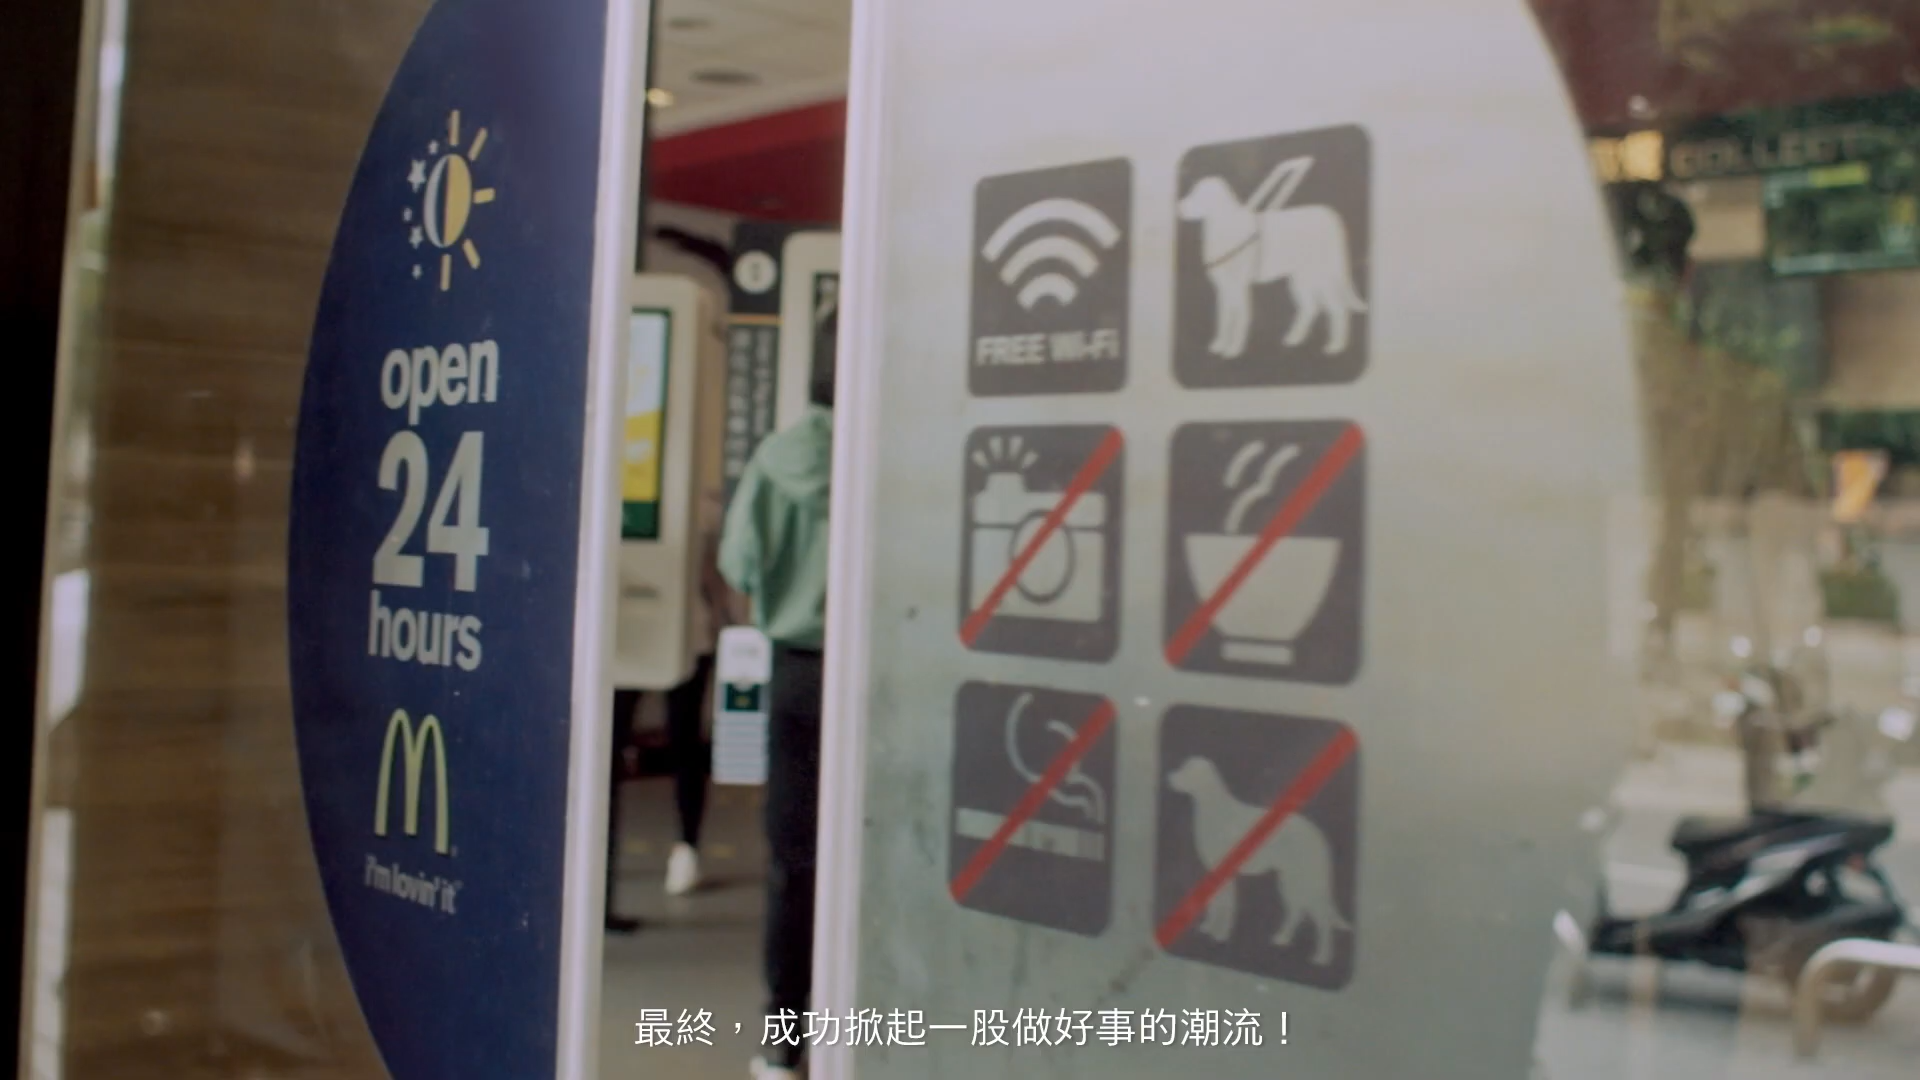 open
24
hours
i'm lovin' it
FREE Wi-Fi
COLLECT
最終，成功掀起一股做好事的潮流！